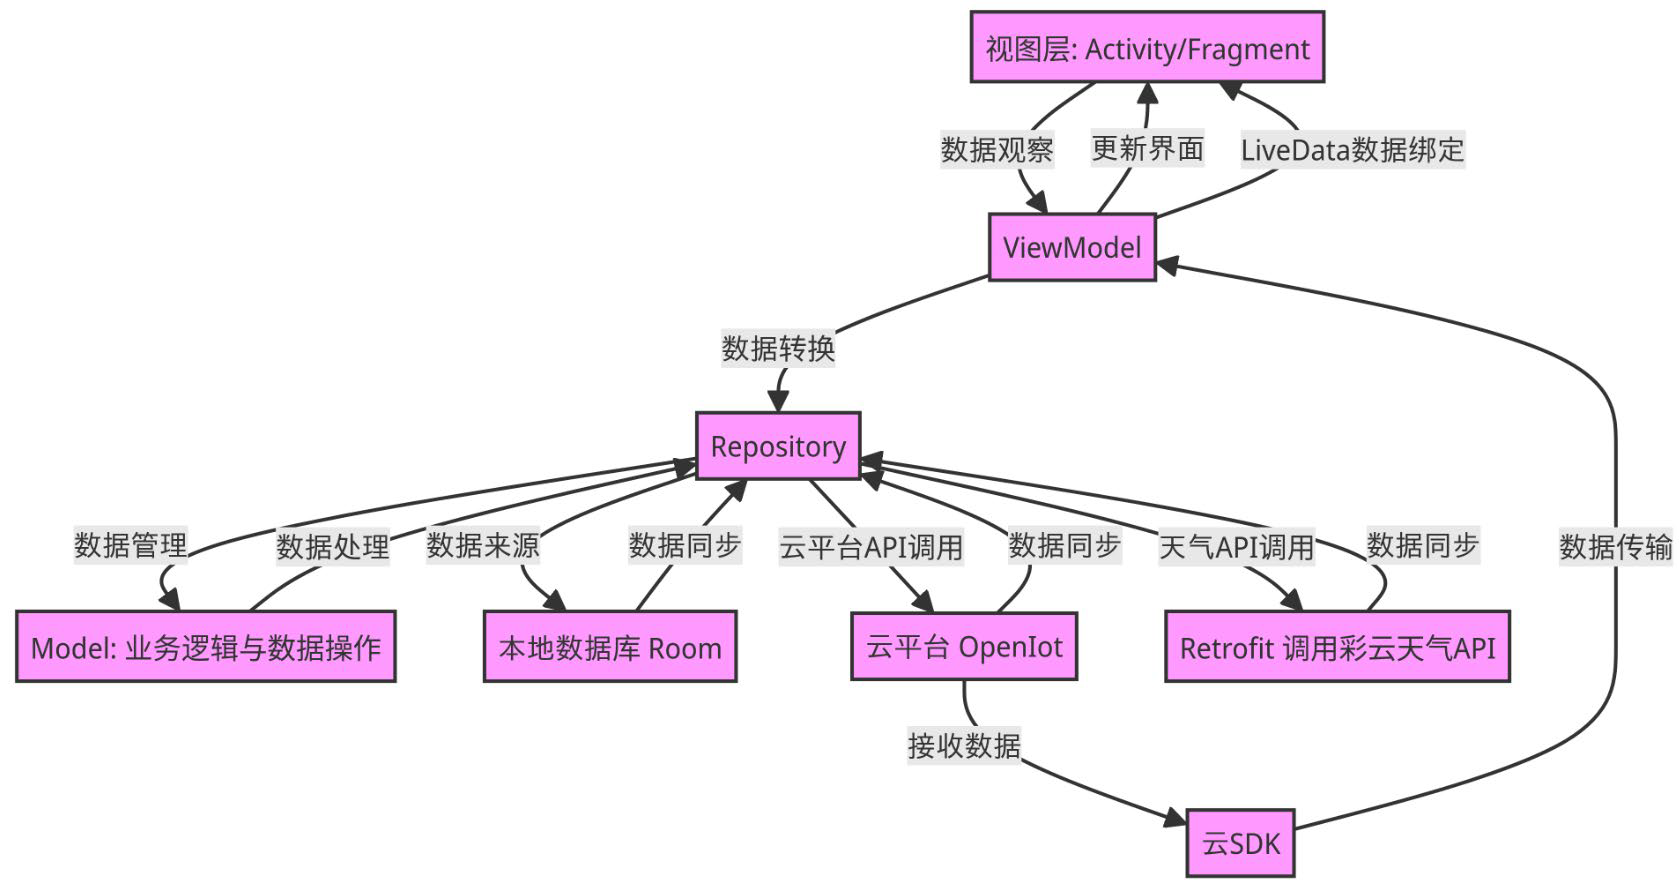 视图层: Activity/Fragment
数据观察
更新界面
LiveData数据绑定
ViewModel
数据转换
Repository
数据管理
数据处理
数据来源
数据同步
云平台API调用
数据同步
天气API调用
数据同步
数据传输
Model: 业务逻辑与数据操作
本地数据库 Room
云平台 OpenIot
Retrofit 调用彩云天气API
接收数据
云SDK